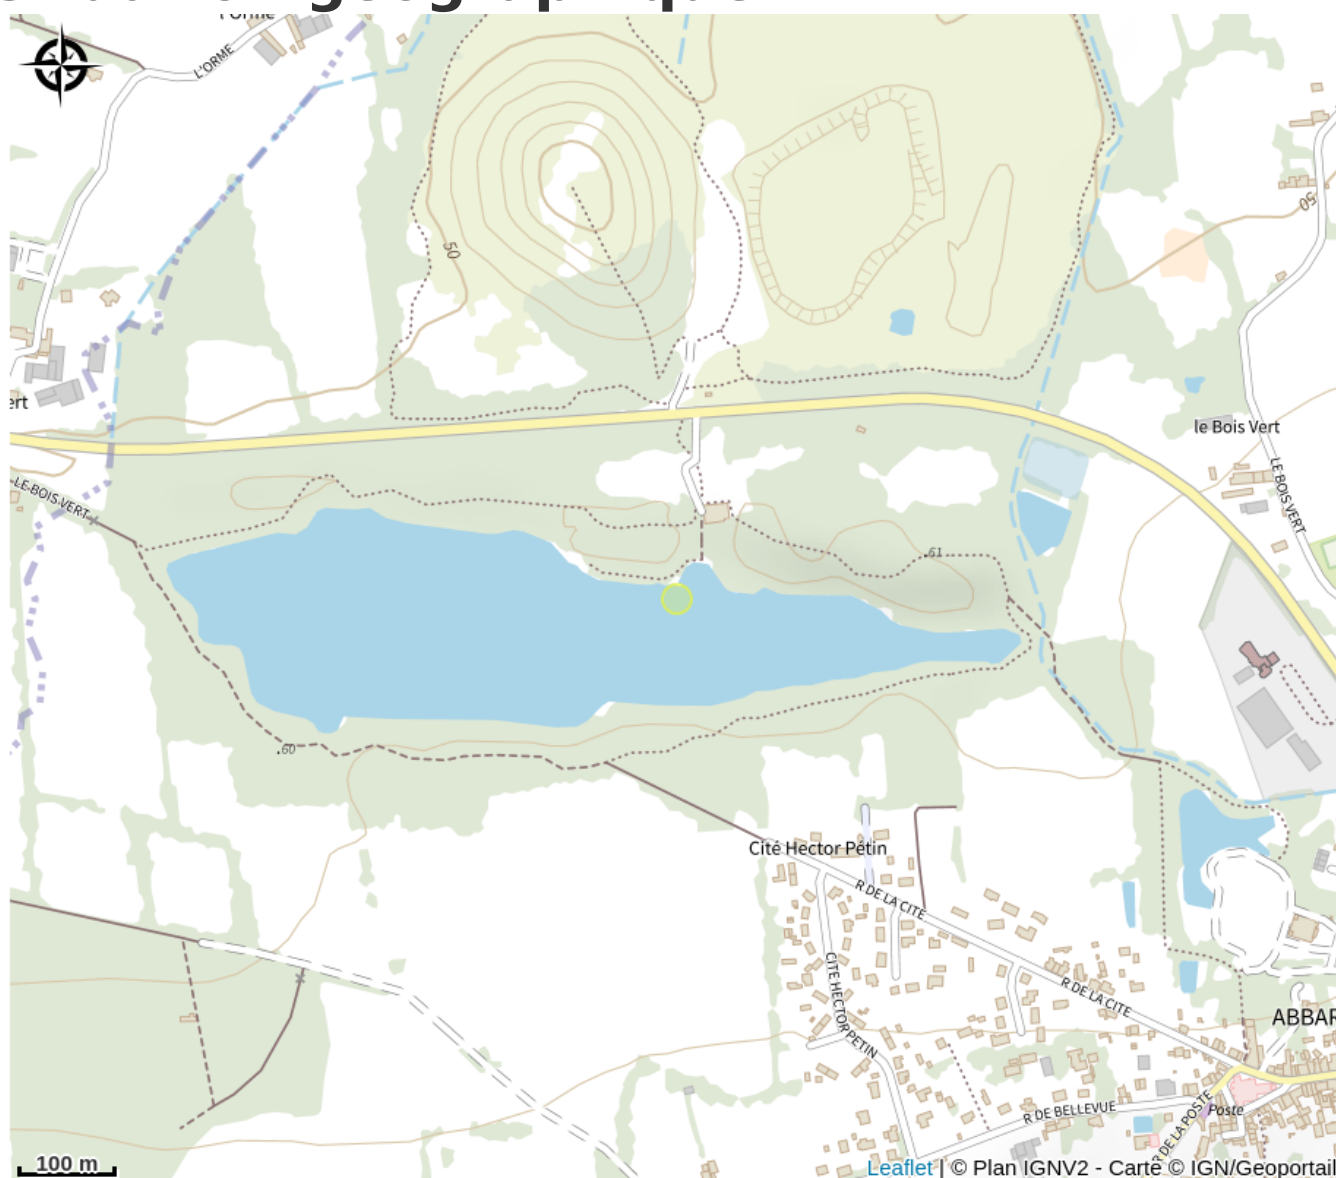 L'ORME
50
50
ert
le Bois Vert
LE BOIS VERT
LE BOIS VERT
.61
.60
Cité Hector Pétin
R DE LA CITE
CITE HECTOR PETIN
R DE LA CITE
ABBAR
R DE BELLEVUE
Poste
R DE LA POSTE
100 m
Leaflet | © Plan IGNV2 - Carte © IGN/Geoportail